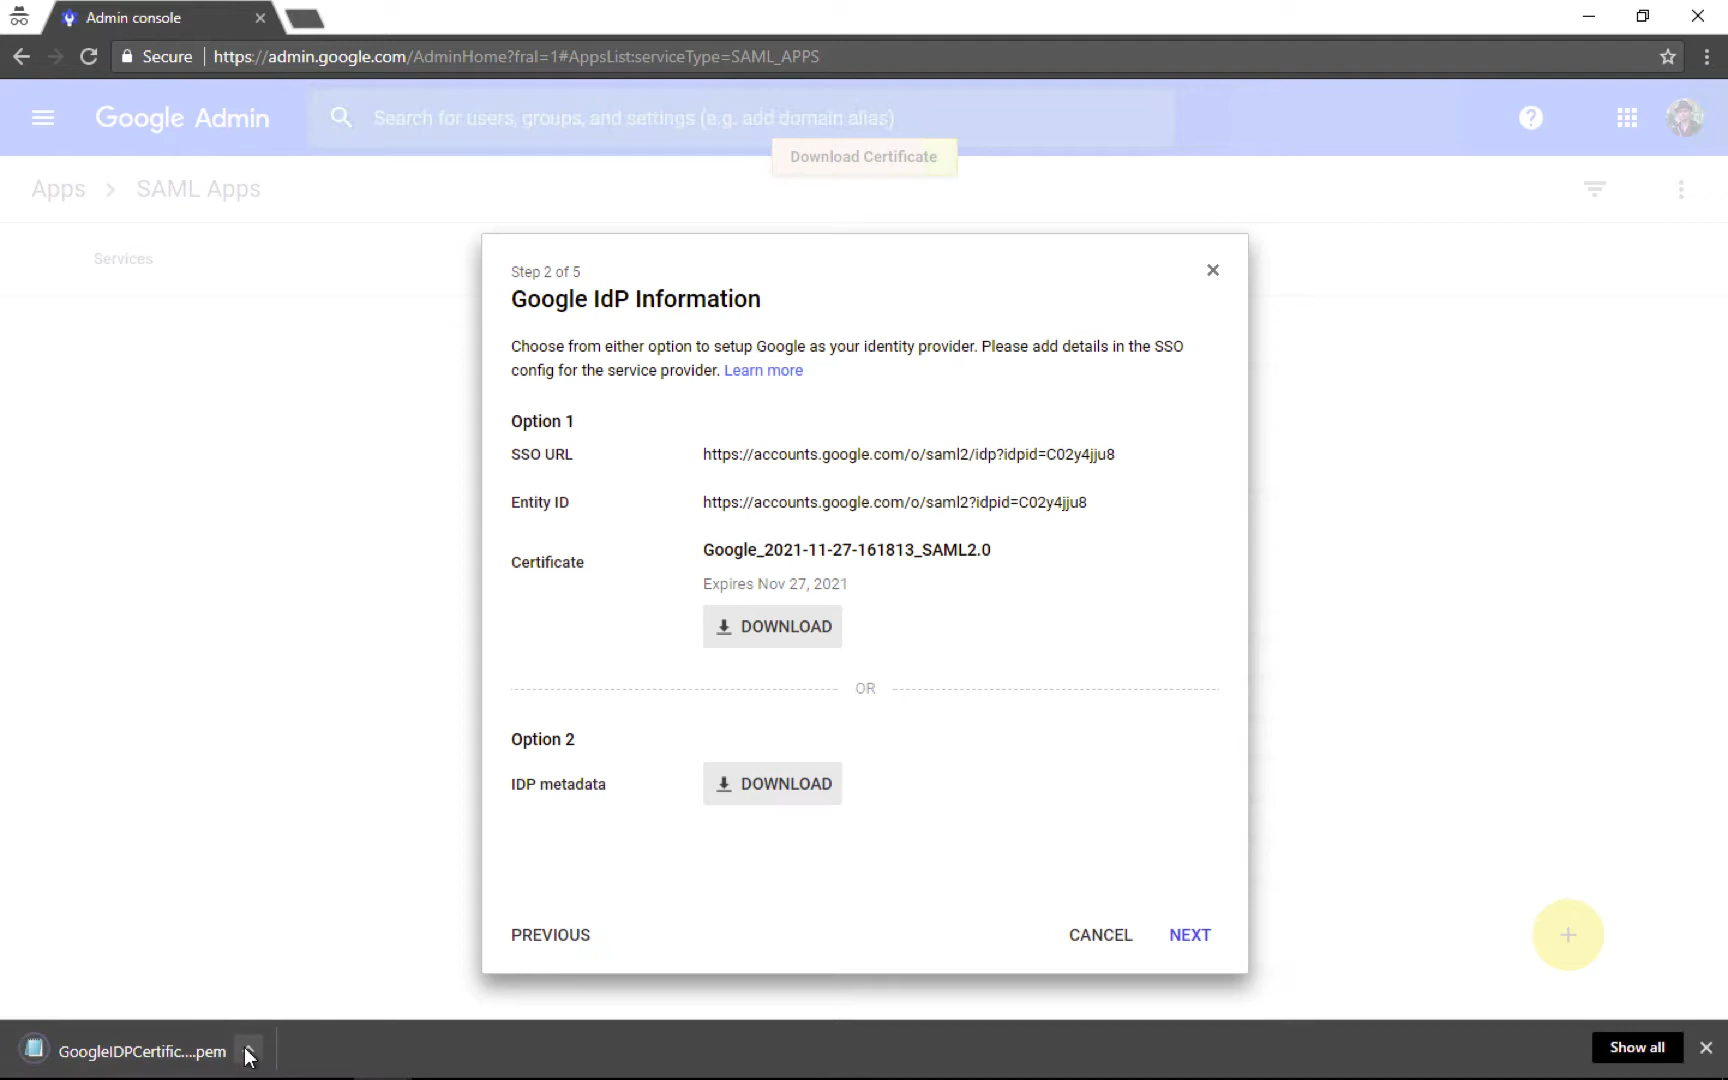 Admin console
Secure
https://admin.google.com/AdminHome?fral=1#AppsList:serviceType=SAML_APPS
Google Admin
Search for users, groups, and settings (e.g. add domain alias)
Download Certificate
Apps > SAML Apps
Services
Step 2 of 5
Google IdP Information
Choose from either option to setup Google as your identity provider. Please add details in the SSO
config for the service provider. Learn more
Option 1
SSO URL https://accounts.google.com/o/saml2/idp?idpid=C02y4jju8
Entity ID https://accounts.google.com/o/saml2?idpid=C02y4jju8
Certificate
Google_2021-11-27-161813_SAML2.0
Expires Nov 27, 2021
DOWNLOAD
OR
Option 2
IDP metadata DOWNLOAD
PREVIOUS CANCEL NEXT
GoogleIDPCertific....pem
Show all